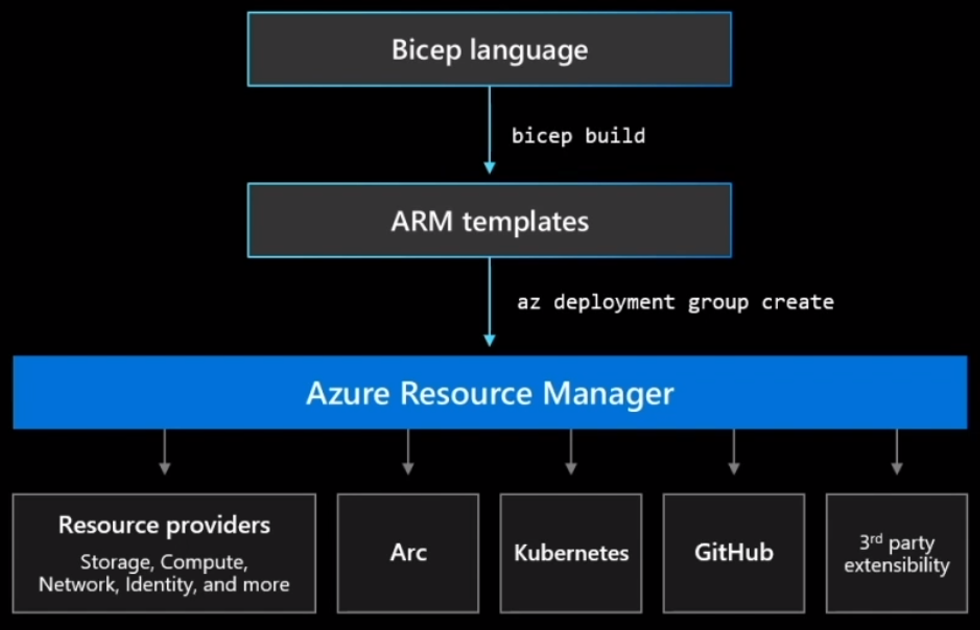 Bicep language
bicep build
ARM templates
az deployment group create
Azure Resource Manager
Resource providers
Storage, Compute,
Network, Identity, and more
Arc
Kubernetes
GitHub
3rd party
extensibility